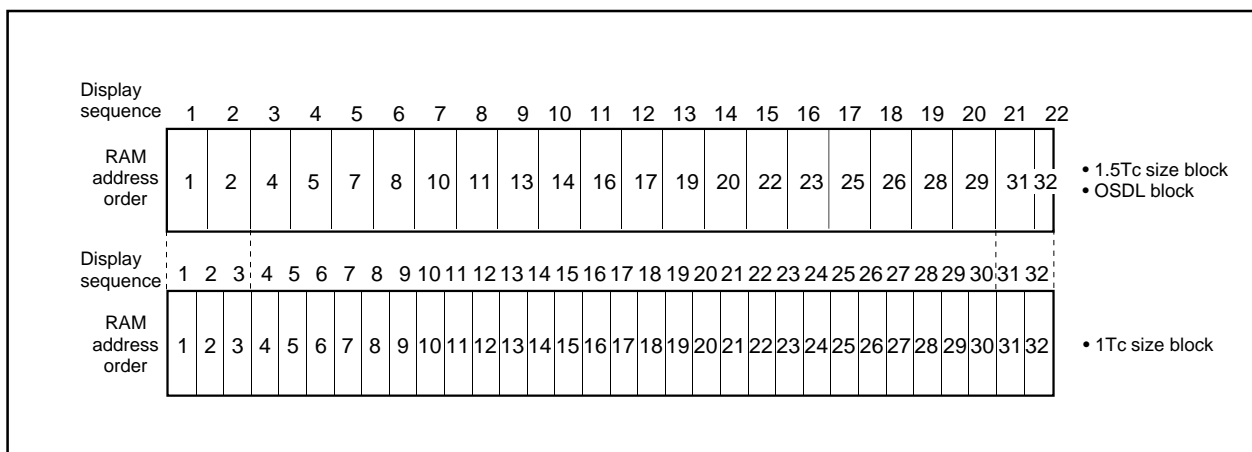 Display
sequence
1 2 3 4 5 6 7 8 9 10 11 12 13 14 15 16 17 18 19 20 21 22
RAM
address
order
1 2 4 5 7 8 10 11 13 14 16 17 19 20 22 23 25 26 28 29 31 32
• 1.5Tc size block
• OSDL block
Display
sequence
1 2 3 4 5 6 7 8 9 10 11 12 13 14 15 16 17 18 19 20 21 22 23 24 25 26 27 28 29 30 31 32
RAM
address
order
1 2 3 4 5 6 7 8 9 10 11 12 13 14 15 16 17 18 19 20 21 22 23 24 25 26 27 28 29 30 31 32
• 1Tc size block